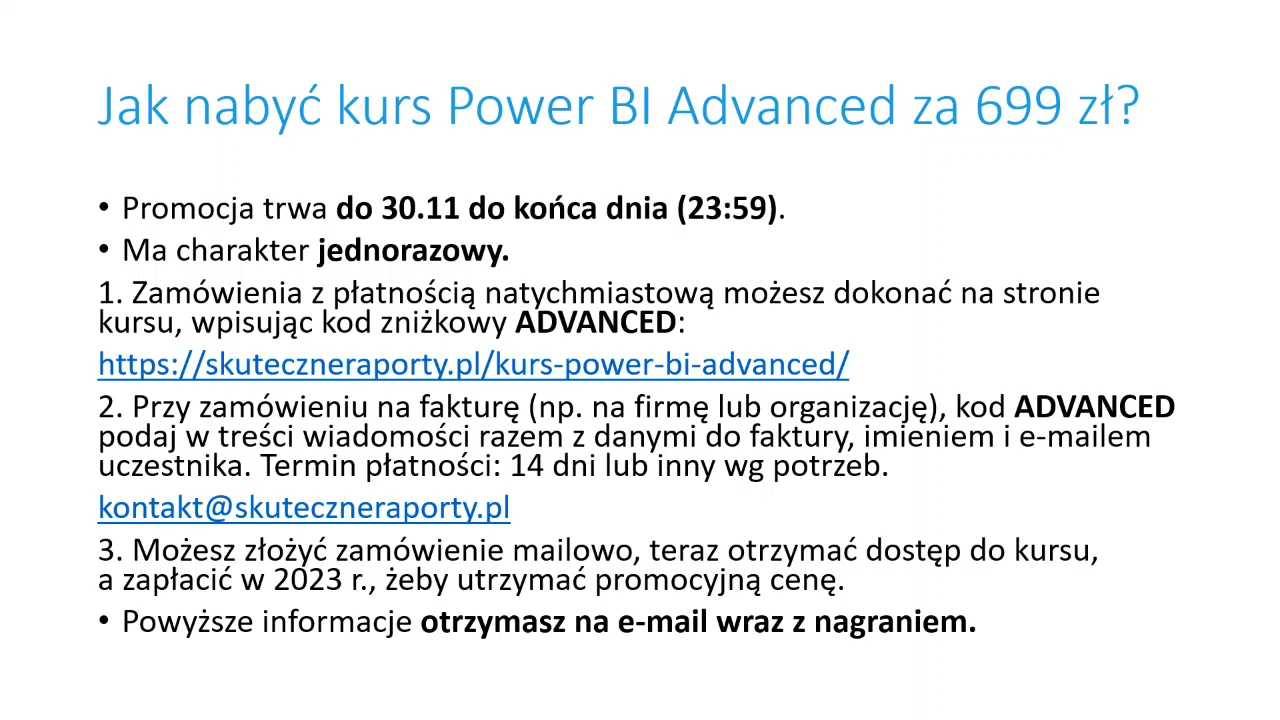 Jak nabyć kurs Power BI Advanced za 699 zł?
• Promocja trwa do 30.11 do końca dnia (23:59).
• Ma charakter jednorazowy.
1. Zamówienia z płatnością natychmiastową możesz dokonać na stronie
kursu, wpisując kod zniżkowy ADVANCED:
https://skuteczneraporty.pl/kurs-power-bi-advanced/
2. Przy zamówieniu na fakturę (np. na firmę lub organizację), kod ADVANCED
podaj w treści wiadomości razem z danymi do faktury, imieniem i e-mailem
uczestnika. Termin płatności: 14 dni lub inny wg potrzeb.
kontakt@skuteczneraporty.pl
3. Możesz złożyć zamówienie mailowo, teraz otrzymać dostęp do kursu,
a zapłacić w 2023 r., żeby utrzymać promocyjną cenę.
• Powyższe informacje otrzymasz na e-mail wraz z nagraniem.